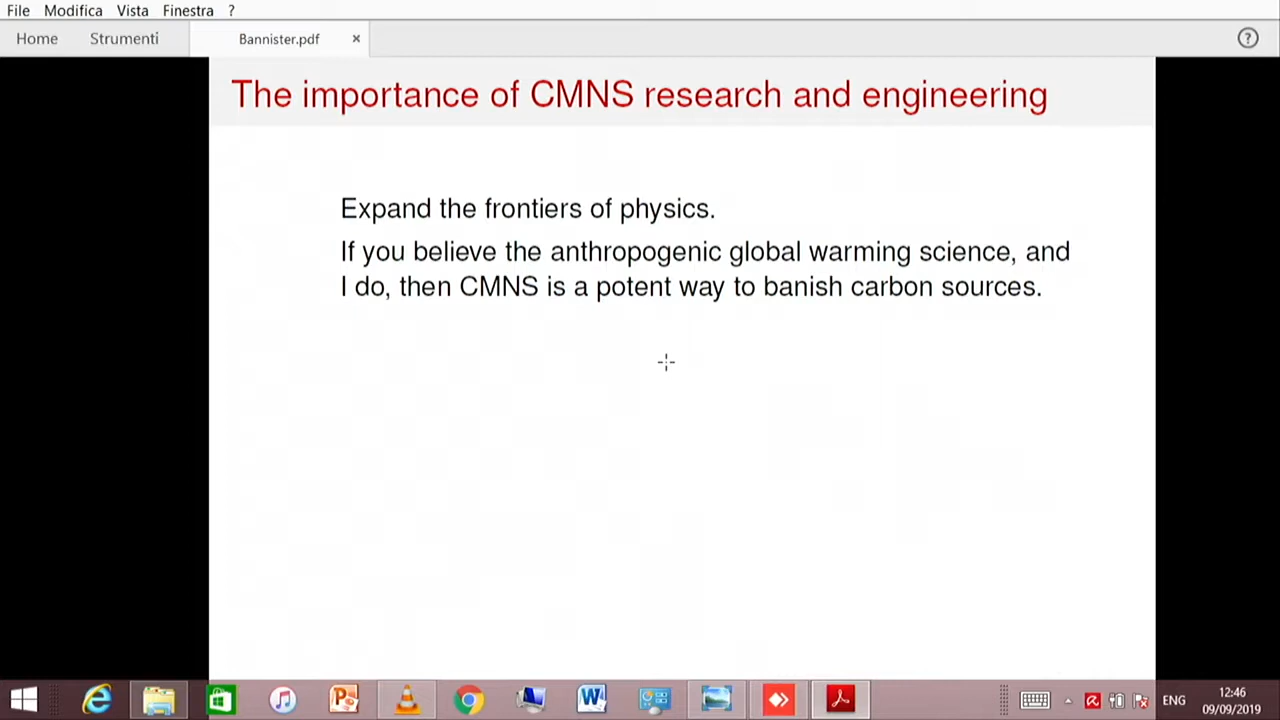 File Modifica Vista Finestra ?
Home Strumenti Bannister.pdf × ?
The importance of CMNS research and engineering
Expand the frontiers of physics.
If you believe the anthropogenic global warming science, and
I do, then CMNS is a potent way to banish carbon sources.
ENG
12:46
09/09/2019